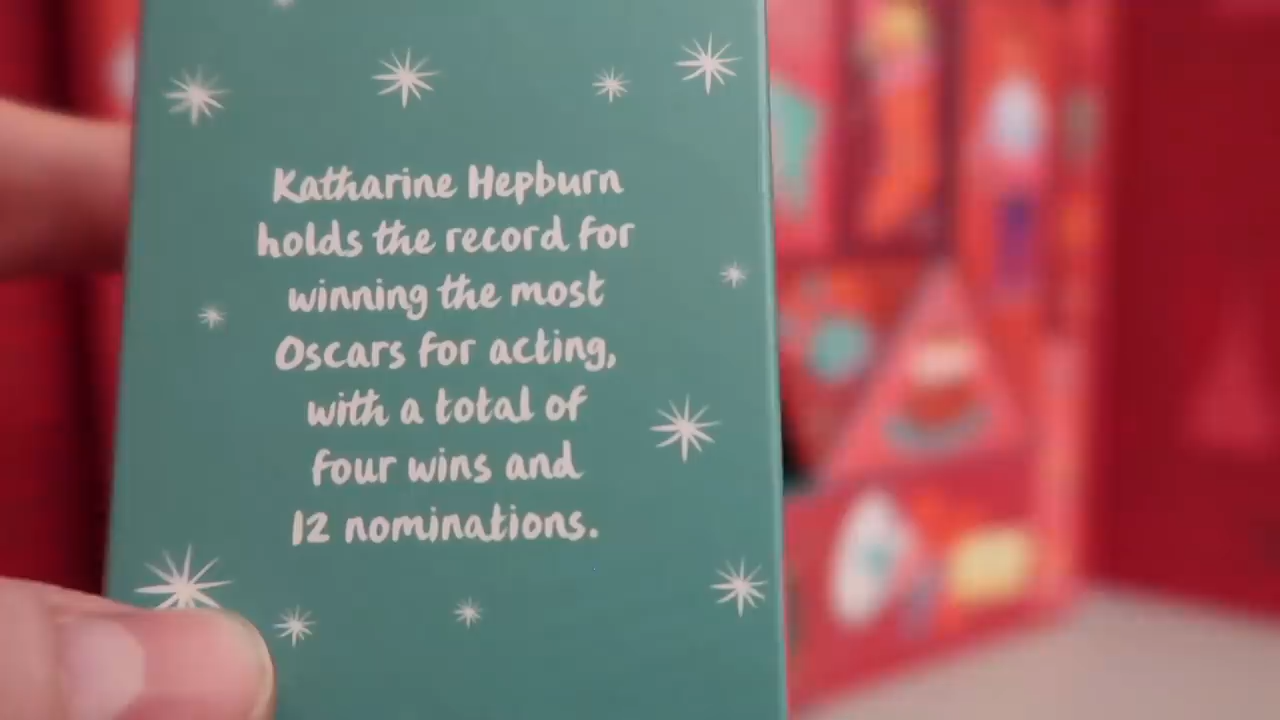 Katharine Hepburn
holds the record for
winning the most
Oscars for acting,
with a total of
four wins and
12 nominations.